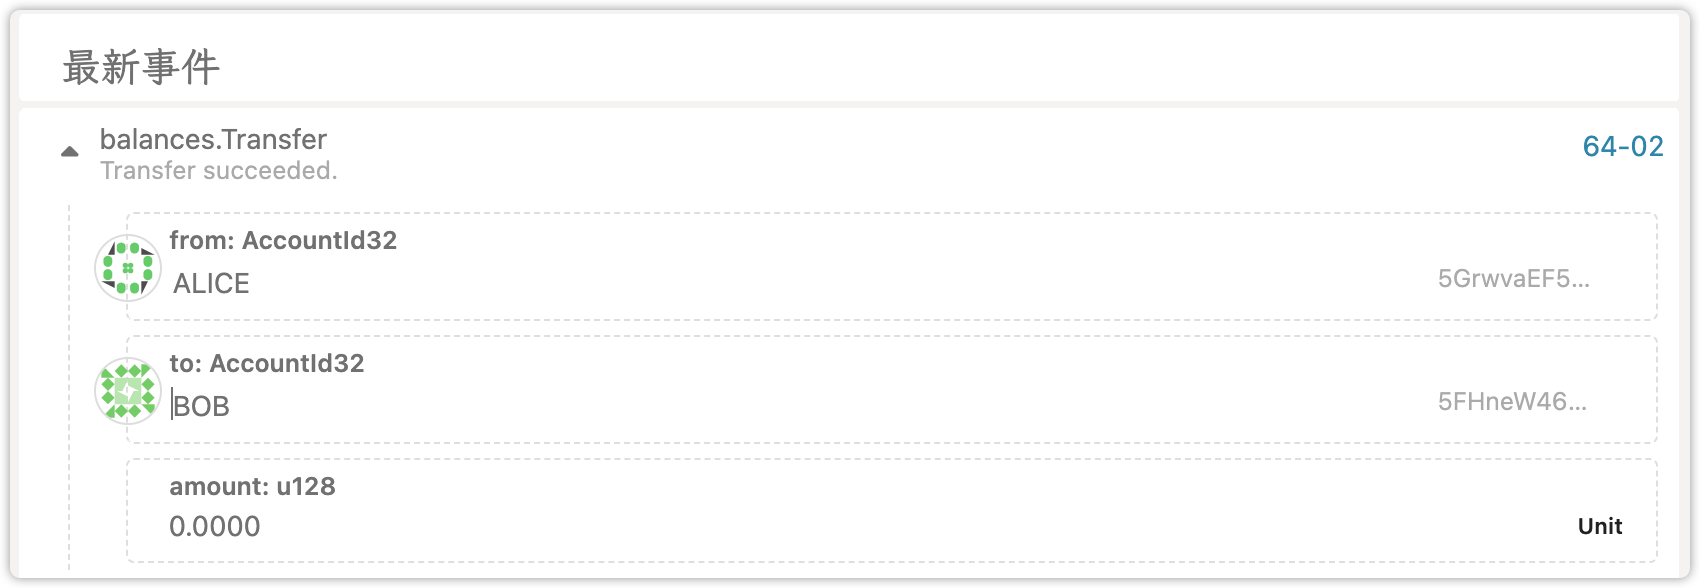 最新事件
balances.Transfer
64-02
Transfer succeeded.
from: AccountId32
ALICE
5GrwvaEF5...
to: AccountId32
BOB
5FHneW46...
amount: u128
0.0000
Unit